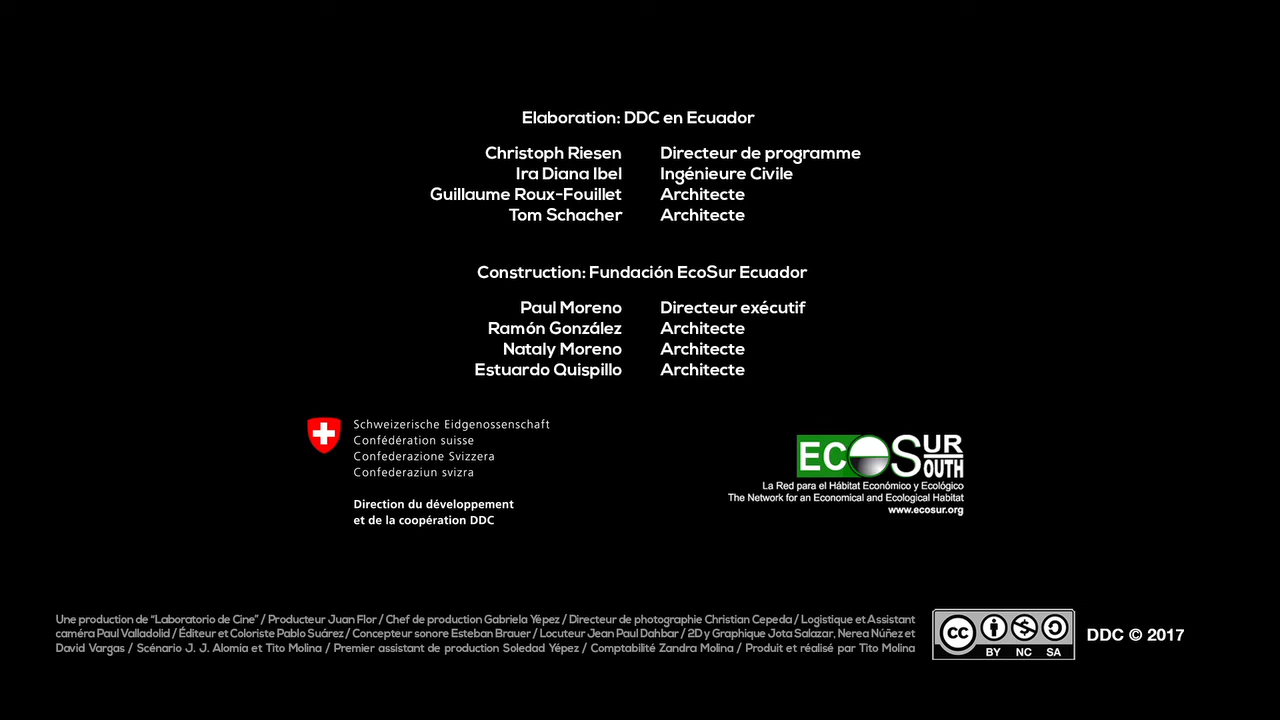 Elaboration: DDC en Ecuador
Christoph Riesen Directeur de programme
Ira Diana Ibel Ingénieure Civile
Guillaume Roux-Fouillet Architecte
Tom Schacher Architecte
Construction: Fundación EcoSur Ecuador
Paul Moreno Directeur exécutif
Ramón González Architecte
Nataly Moreno Architecte
Estuardo Quispillo Architecte
Schweizerische Eidgenossenschaft
Confédération suisse
Confederazione Svizzera
Confederaziun svizra
Direction du développement
et de la coopération DDC
ECOSUR
SOUTH
La Red para el Hábitat Económico y Ecológico
The Network for an Economical and Ecological Habitat
www.ecosur.org
Une production de “Laboratorio de Cine” / Producteur Juan Flor / Chef de production Gabriela Yépez / Directeur de photographie Christian Cepeda / Logistique et Assistant
caméra Paul Valladolid / Éditeur et Coloriste Pablo Suárez / Concepteur sonore Esteban Brauer / Locuteur Jean Paul Dahbar / 2D y Graphique Jota Salazar, Nerea Núñez et
David Vargas / Scénario J. J. Alomía et Tito Molina / Premier assistant de production Soledad Yépez / Comptabilité Zandra Molina / Produit et réalisé par Tito Molina
cc
BY NC SA
DDC © 2017